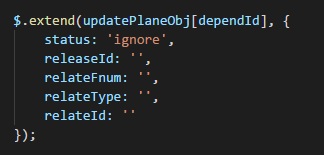 $.extend(updatePlaneObj[dependId], {
    status: 'ignore',
    releaseId: '',
    relateFnum: '',
    relateType: '',
    relateId: ''
});